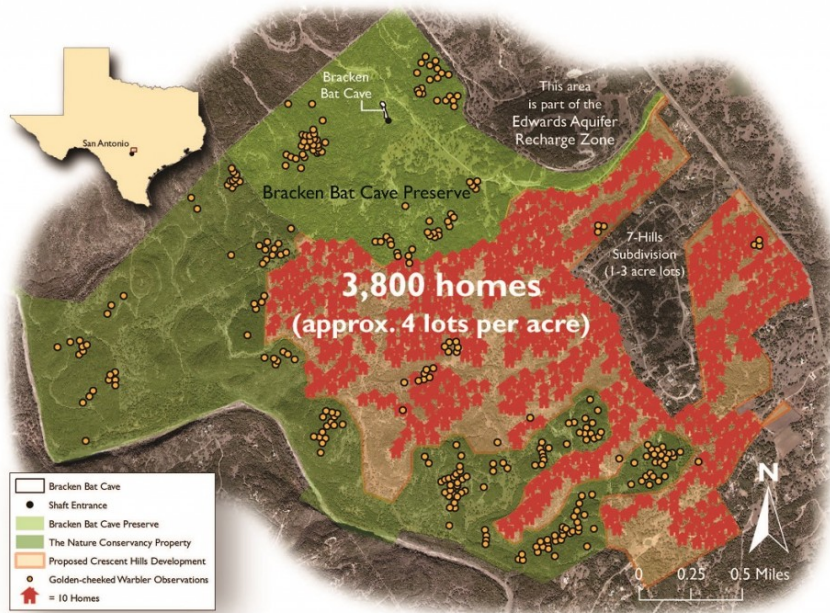 San Antonio
Bracken
Bat Cave
This area
is part of the
Edwards Aquifer
Recharge Zone
Bracken Bat Cave Preserve
7-Hills
Subdivision
(1-3 acre lots)
3,800 homes
(approx. 4 lots per acre)
Bracken Bat Cave
Shaft Entrance
Bracken Bat Cave Preserve
The Nature Conservancy Property
Proposed Crescent Hills Development
Golden-cheeked Warbler Observations
= 10 Homes
N
0 0.25 0.5 Miles